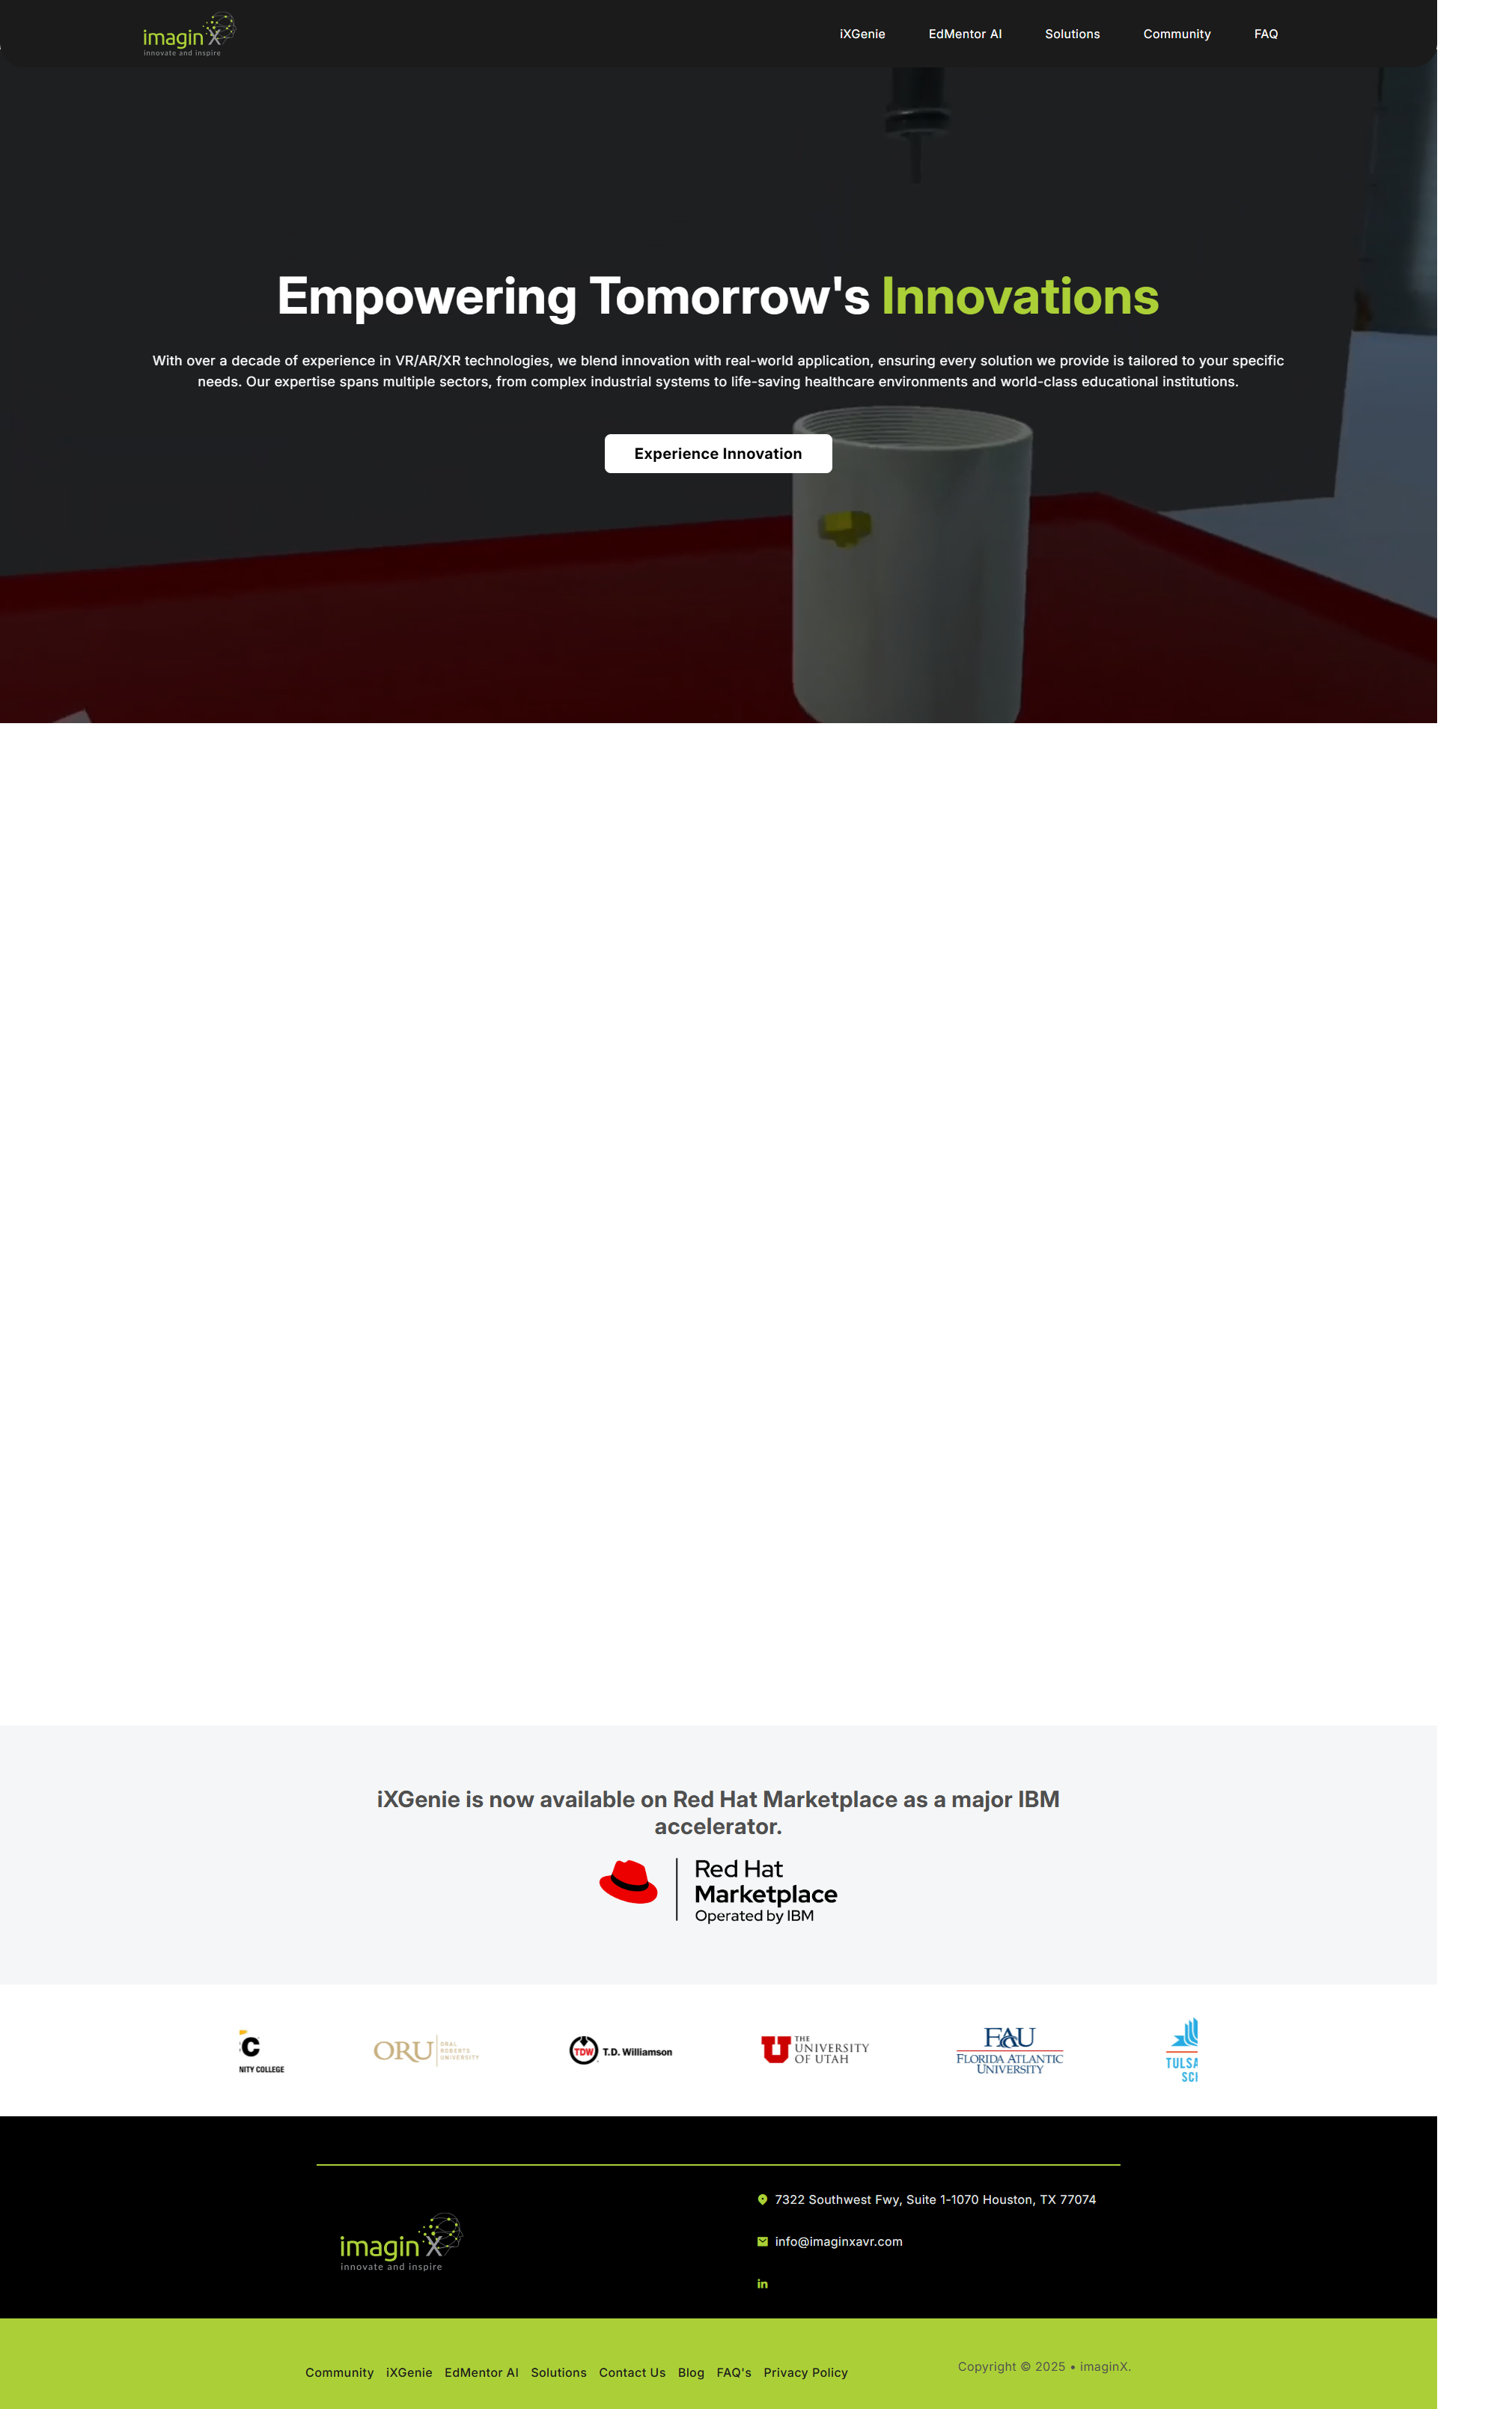 imagin X
innovate and inspire
iXGenie
EdMentor AI
Solutions
Community
FAQ
Empowering Tomorrow's Innovations
With over a decade of experience in VR/AR/XR technologies, we blend innovation with real-world application, ensuring every solution we provide is tailored to your specific
needs. Our expertise spans multiple sectors, from complex industrial systems to life-saving healthcare environments and world-class educational institutions.
Experience Innovation
iXGenie is now available on Red Hat Marketplace as a major IBM
accelerator.
Red Hat
Marketplace
Operated by IBM
C
NITY COLLEGE
ORU
ORAL
ROBERTS
UNIVERSITY
TDW
T.D. Williamson
U
THE
UNIVERSITY
OF UTAH
FAU
FLORIDA ATLANTIC
UNIVERSITY
TULSA
SCI
7322 Southwest Fwy, Suite 1-1070 Houston, TX 77074
imagin X
innovate and inspire
info@imaginxavr.com
in
Community
iXGenie
EdMentor AI
Solutions
Contact Us
Blog
FAQ's
Privacy Policy
Copyright © 2025 • imaginX.